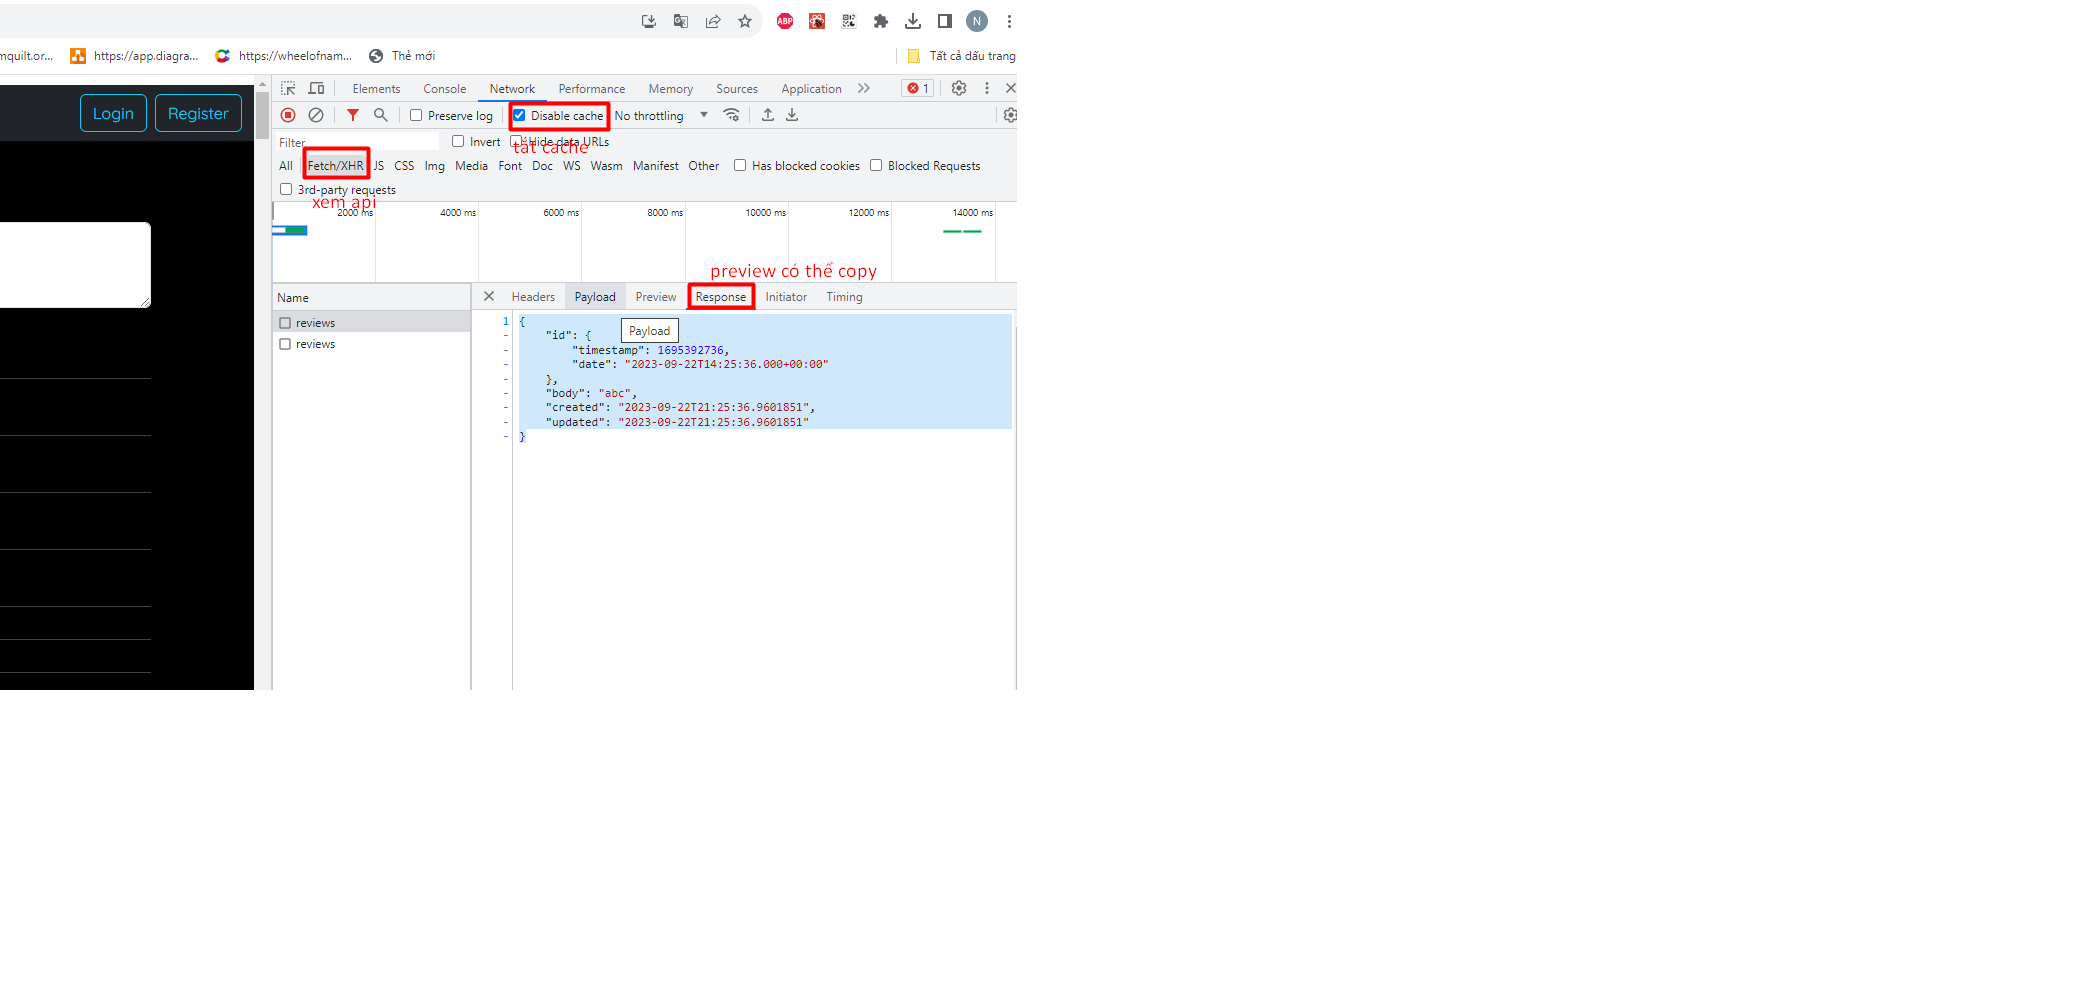 N
mquilt.or... https://app.diagra... https://wheelofnam... Thẻ mới Tất cả dấu trang
Login Register
Elements Console Network Performance Memory Sources Application 1
Preserve log Disable cache No throttling
Filter Invert Hide data URLs
tắt cache
All Fetch/XHR JS CSS Img Media Font Doc WS Wasm Manifest Other Has blocked cookies Blocked Requests
3rd-party requests
xem api
2000 ms 4000 ms 6000 ms 8000 ms 10000 ms 12000 ms 14000 ms
preview có thể copy
Name
Headers Payload Preview Response Initiator Timing
reviews
reviews
Payload
1 {
- "id": {
- "timestamp": 1695392736,
- "date": "2023-09-22T14:25:36.000+00:00"
- },
- "body": "abc",
- "created": "2023-09-22T21:25:36.9601851",
- "updated": "2023-09-22T21:25:36.9601851"
- }
ABP